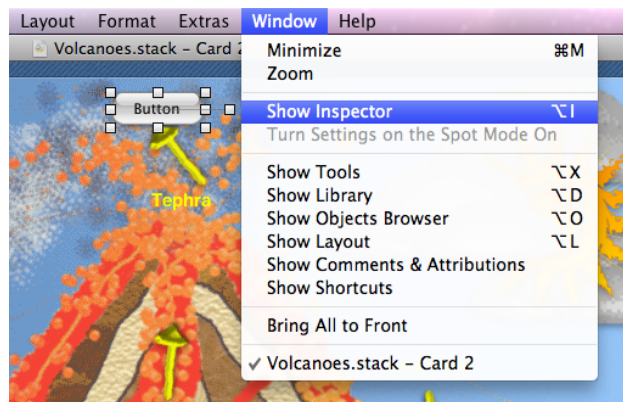 Layout Format Extras Window Help
Volcanoes.stack – Card 2
Minimize ⌘M
Zoom
Button
Show Inspector ⌥I
Turn Settings on the Spot Mode On
Show Tools ⌥X
Show Library ⌥D
Tephra
Show Objects Browser ⌥O
Show Layout ⌥L
Show Comments & Attributions
Show Shortcuts
Bring All to Front
✓ Volcanoes.stack – Card 2